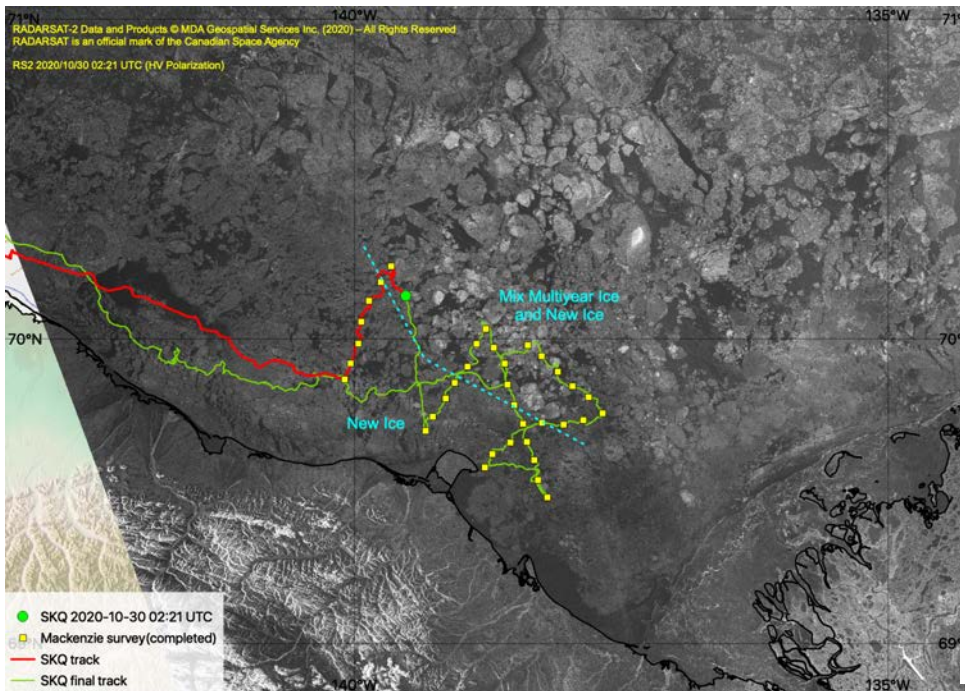 71°N
140°W
135°W
71°
RADARSAT-2 Data and Products © MDA Geospatial Services Inc. (2020) – All Rights Reserved
RADARSAT is an official mark of the Canadian Space Agency
RS2 2020/10/30 02:21 UTC (HV Polarization)
Mix Multiyear Ice
and New Ice
70°N
70°
New Ice
SKQ 2020-10-30 02:21 UTC
Mackenzie survey(completed)
SKQ track
SKQ final track
69°
140°W
135°W